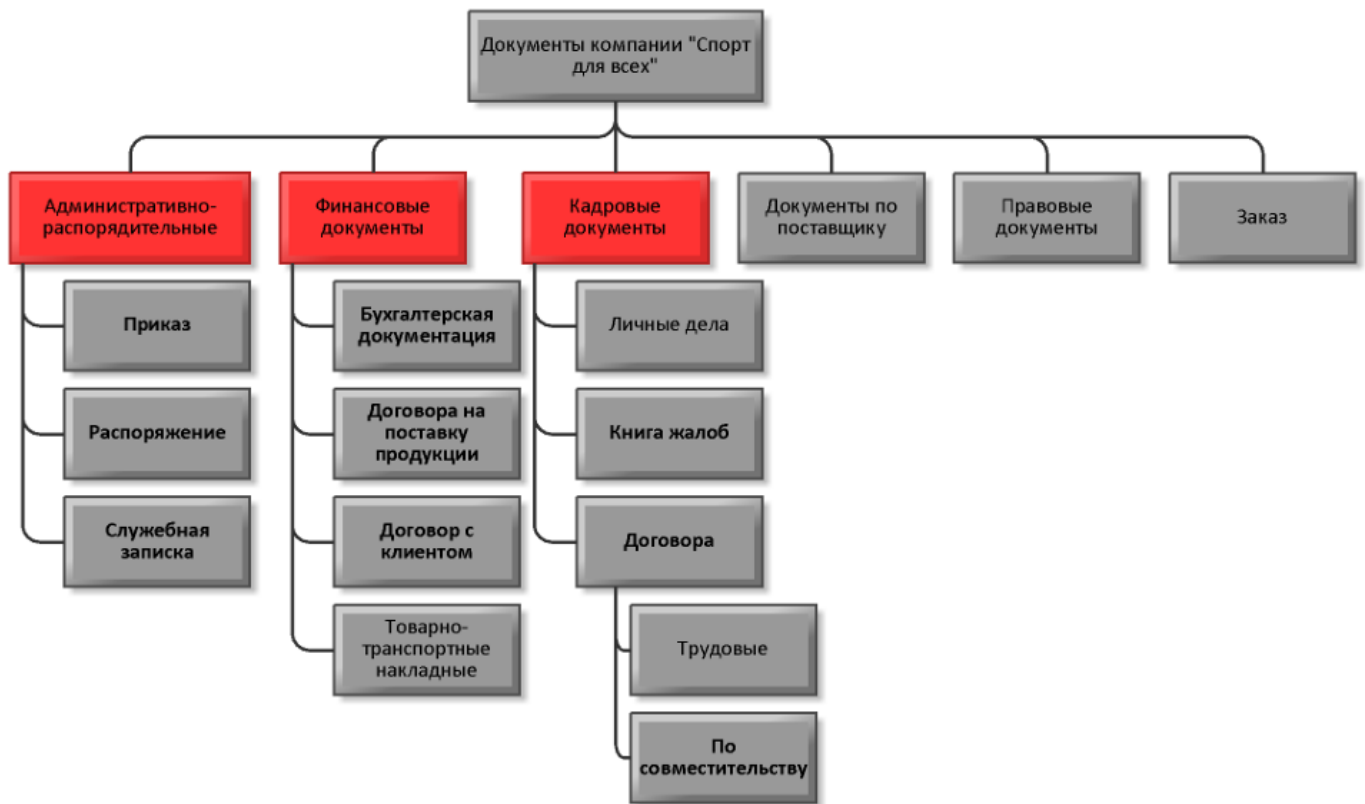 Документы компании "Спорт
для всех"
Административно-
распорядительные
Финансовые
документы
Кадровые
документы
Документы по
поставщику
Правовые
документы
Заказ
Приказ
Распоряжение
Служебная
записка
Бухгалтерская
документация
Договора на
поставку
продукции
Договор с
клиентом
Товарно-
транспортные
накладные
Личные дела
Книга жалоб
Договора
Трудовые
По
совместительству